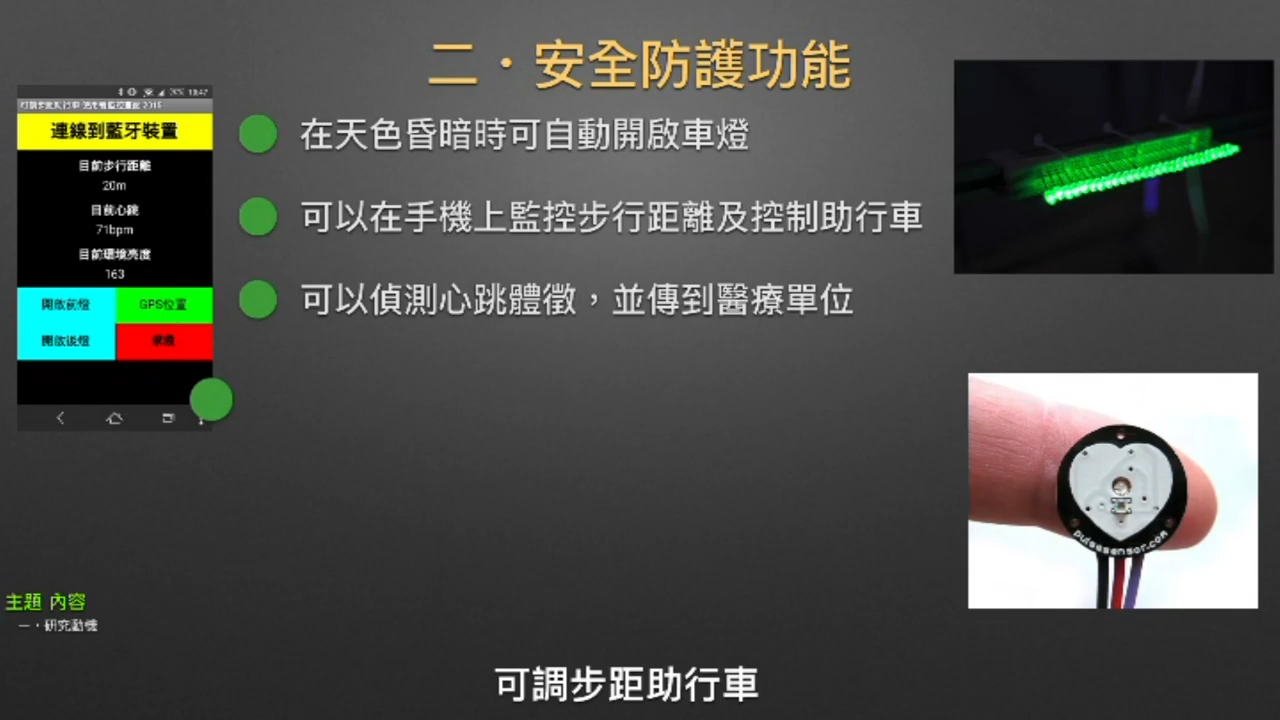 二・安全防護功能
在天色昏暗時可自動開啟車燈
可以在手機上監控步行距離及控制助行車
可以偵測心跳體徵，並傳到醫療單位
連線到藍牙裝置
目前步行距離
20m
目前心跳
71bpm
目前環境亮度
163
開啟前燈
GPS位置
開啟後燈
pulsesensor.com
主題 內容
一・研究動機
可調步距助行車